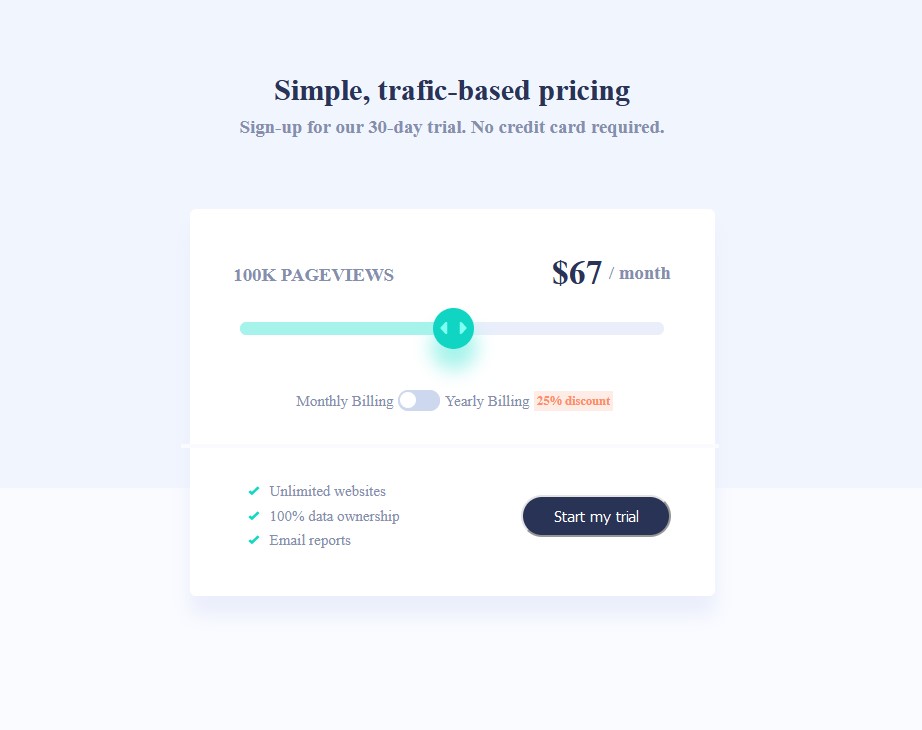 Simple, trafic-based pricing
Sign-up for our 30-day trial. No credit card required.
100K PAGEVIEWS $67 / month
Monthly Billing Yearly Billing 25% discount
Unlimited websites
100% data ownership
Start my trial
Email reports